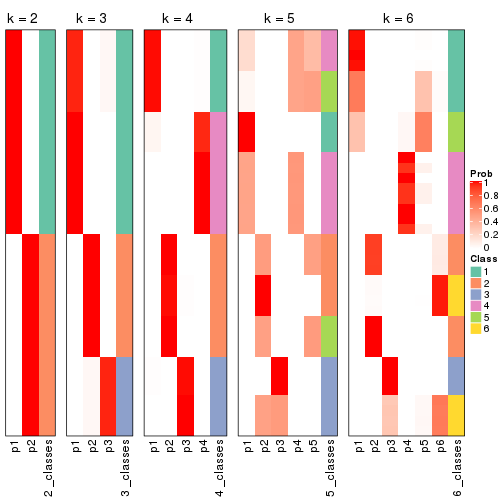 k = 2
k = 3
k = 4
k = 5
k = 6
Prob
1
0.8
0.6
0.4
0.2
0
Class
1
2
3
4
5
6
p1
p2
2_classes
p1
p2
p3
3_classes
p1
p2
p3
p4
4_classes
p1
p2
p3
p4
p5
5_classes
p1
p2
p3
p4
p5
p6
6_classes